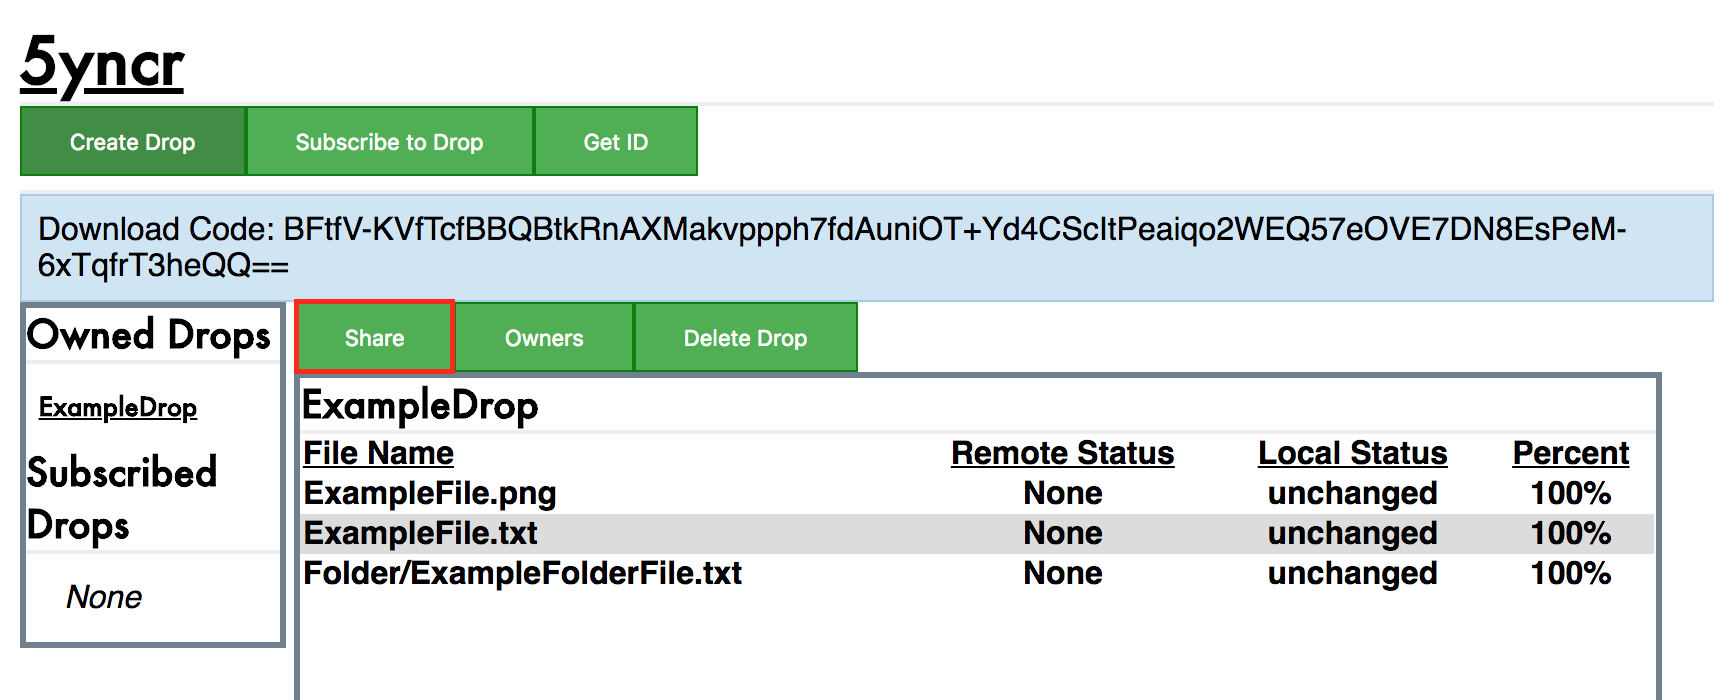 5yncr
Create Drop Subscribe to Drop Get ID
Download Code: BFtfV-KVfTcfBBQBtkRnAXMakvppph7fdAuniOT+Yd4CScItPeaiqo2WEQ57eOVE7DN8EsPeM-
6xTqfrT3heQQ==
Owned Drops
ExampleDrop
Subscribed
Drops
None
Share Owners Delete Drop
ExampleDrop
File Name Remote Status Local Status Percent
ExampleFile.png None unchanged 100%
ExampleFile.txt None unchanged 100%
Folder/ExampleFolderFile.txt None unchanged 100%